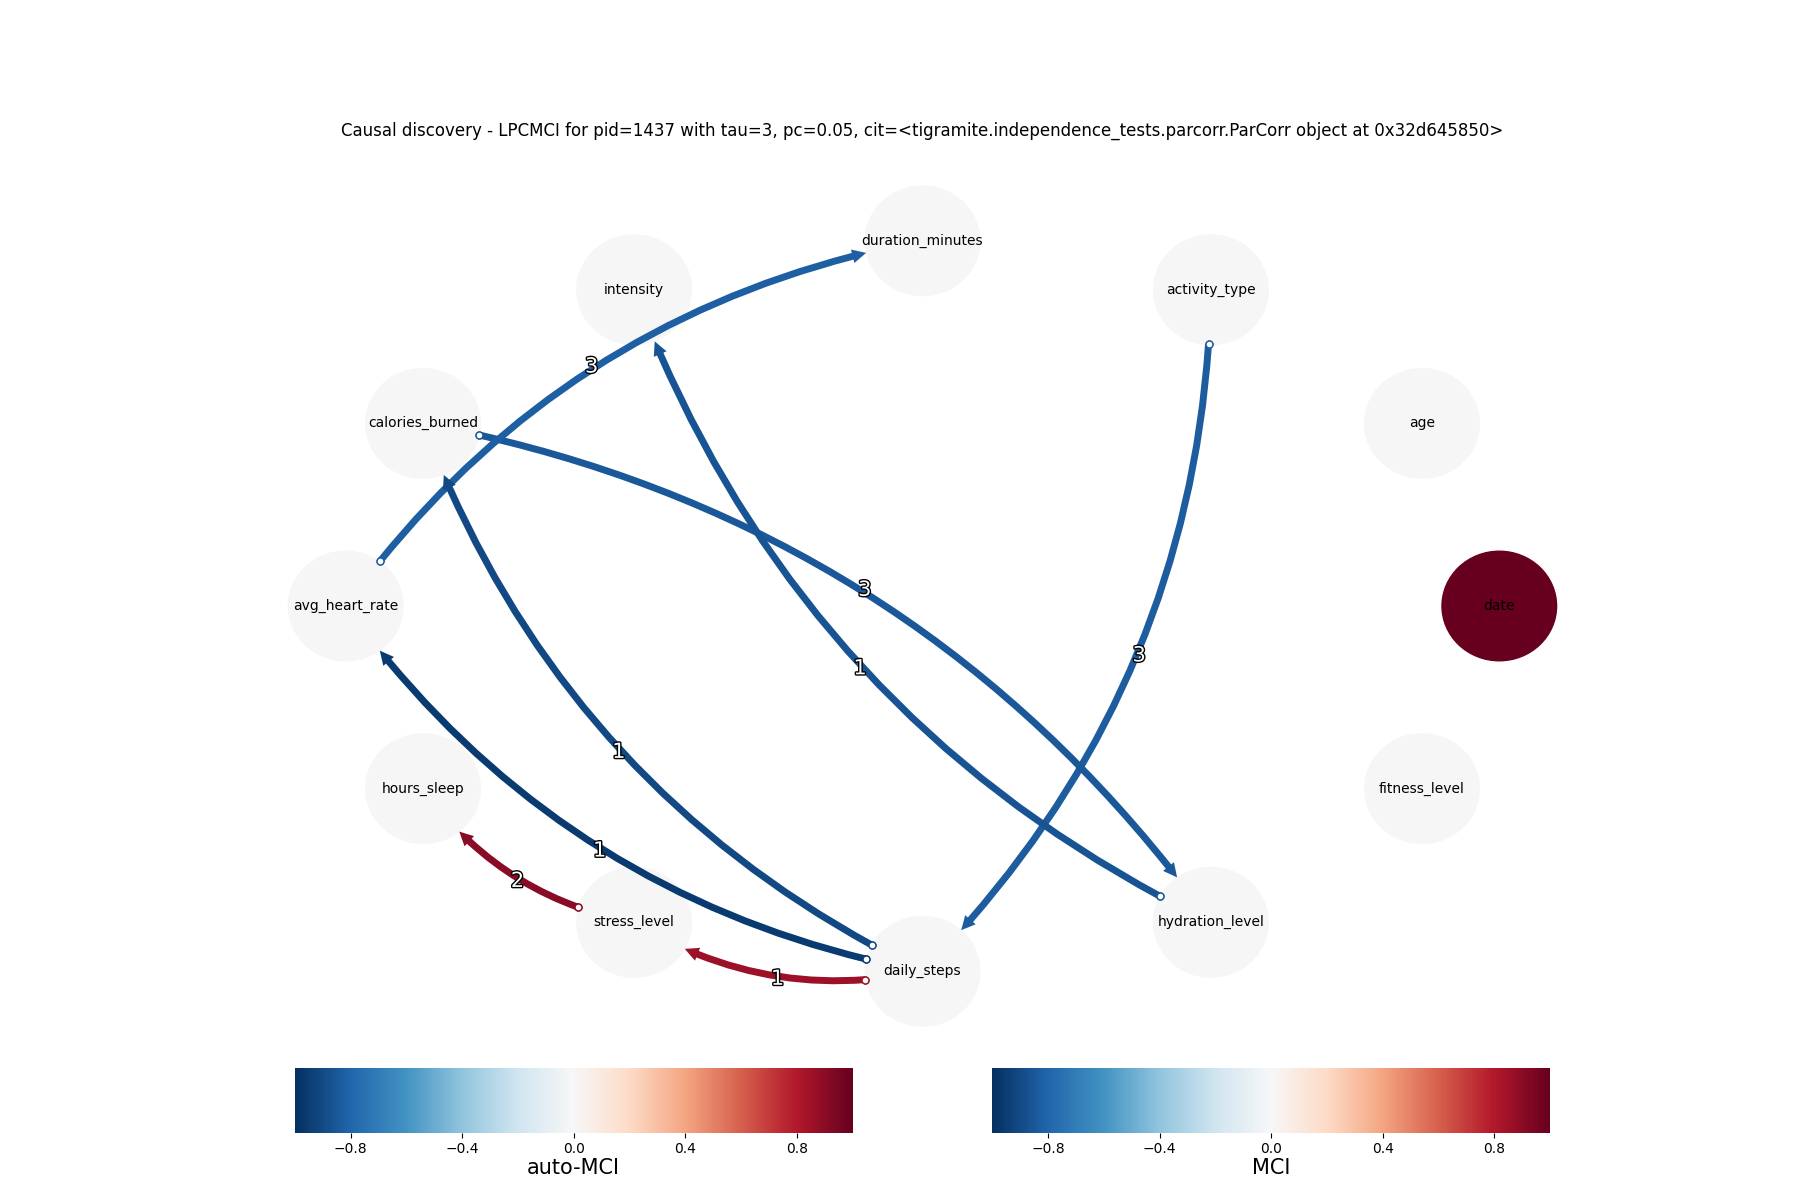 Causal discovery - LPCMCI for pid=1437 with tau=3, pc=0.05, cit=<tigramite.independence_tests.parcorr.ParCorr object at 0x32d645850>
duration_minutes
intensity
activity_type
3
calories_burned
age
3
avg_heart_rate
date
1
3
1
hours_sleep
fitness_level
1
2
stress_level
hydration_level
daily_steps
1
−0.8 −0.4 0.0 0.4 0.8
auto-MCI
−0.8 −0.4 0.0 0.4 0.8
MCI